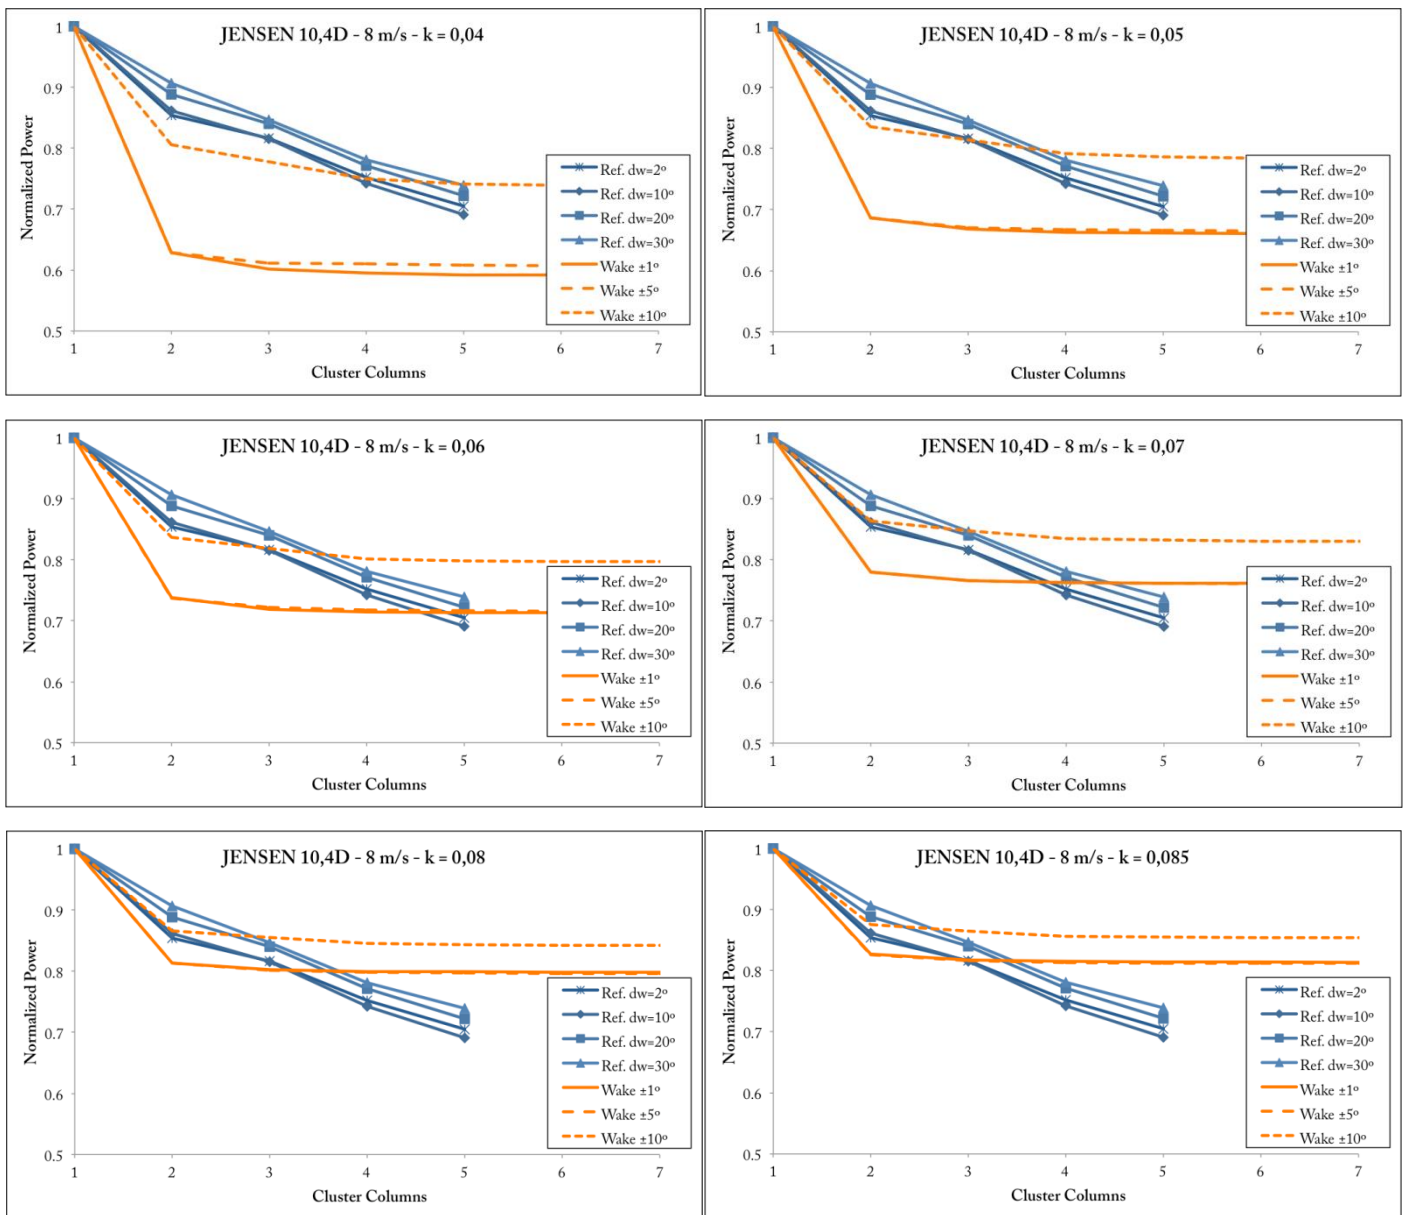 JENSEN 10,4D - 8 m/s - k = 0,04
Normalized Power
1
0.9
0.8
0.7
0.6
0.5
Ref. dw=2º
Ref. dw=10º
Ref. dw=20º
Ref. dw=30º
Wake ±1º
Wake ±5º
Wake ±10º
1 2 3 4 5 6 7
Cluster Columns
JENSEN 10,4D - 8 m/s - k = 0,05
Normalized Power
1
0.9
0.8
0.7
0.6
0.5
Ref. dw=2º
Ref. dw=10º
Ref. dw=20º
Ref. dw=30º
Wake ±1º
Wake ±5º
Wake ±10º
1 2 3 4 5 6 7
Cluster Columns
JENSEN 10,4D - 8 m/s - k = 0,06
Normalized Power
1
0.9
0.8
0.7
0.6
0.5
Ref. dw=2º
Ref. dw=10º
Ref. dw=20º
Ref. dw=30º
Wake ±1º
Wake ±5º
Wake ±10º
1 2 3 4 5 6 7
Cluster Columns
JENSEN 10,4D - 8 m/s - k = 0,07
Normalized Power
1
0.9
0.8
0.7
0.6
0.5
Ref. dw=2º
Ref. dw=10º
Ref. dw=20º
Ref. dw=30º
Wake ±1º
Wake ±5º
Wake ±10º
1 2 3 4 5 6 7
Cluster Columns
JENSEN 10,4D - 8 m/s - k = 0,08
Normalized Power
1
0.9
0.8
0.7
0.6
0.5
Ref. dw=2º
Ref. dw=10º
Ref. dw=20º
Ref. dw=30º
Wake ±1º
Wake ±5º
Wake ±10º
1 2 3 4 5 6 7
Cluster Columns
JENSEN 10,4D - 8 m/s - k = 0,085
Normalized Power
1
0.9
0.8
0.7
0.6
0.5
Ref. dw=2º
Ref. dw=10º
Ref. dw=20º
Ref. dw=30º
Wake ±1º
Wake ±5º
Wake ±10º
1 2 3 4 5 6 7
Cluster Columns